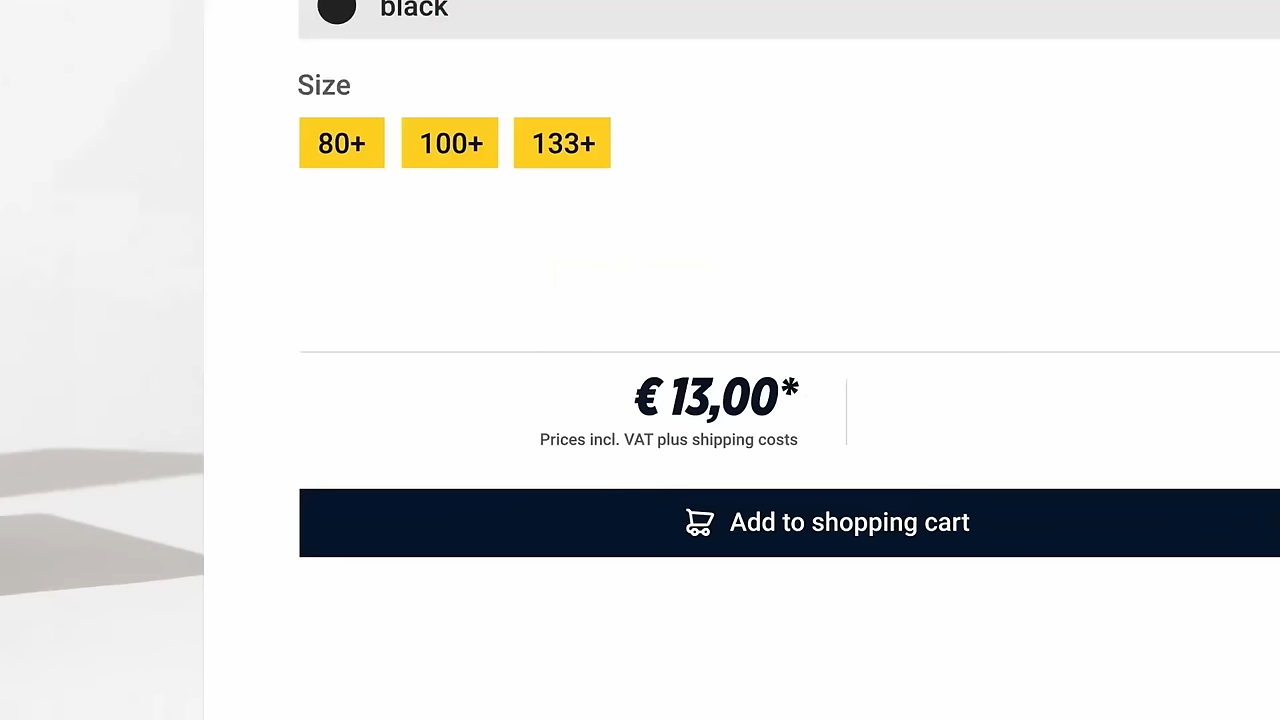 black
Size
80+ 100+ 133+
€ 13,00*
Prices incl. VAT plus shipping costs
Add to shopping cart